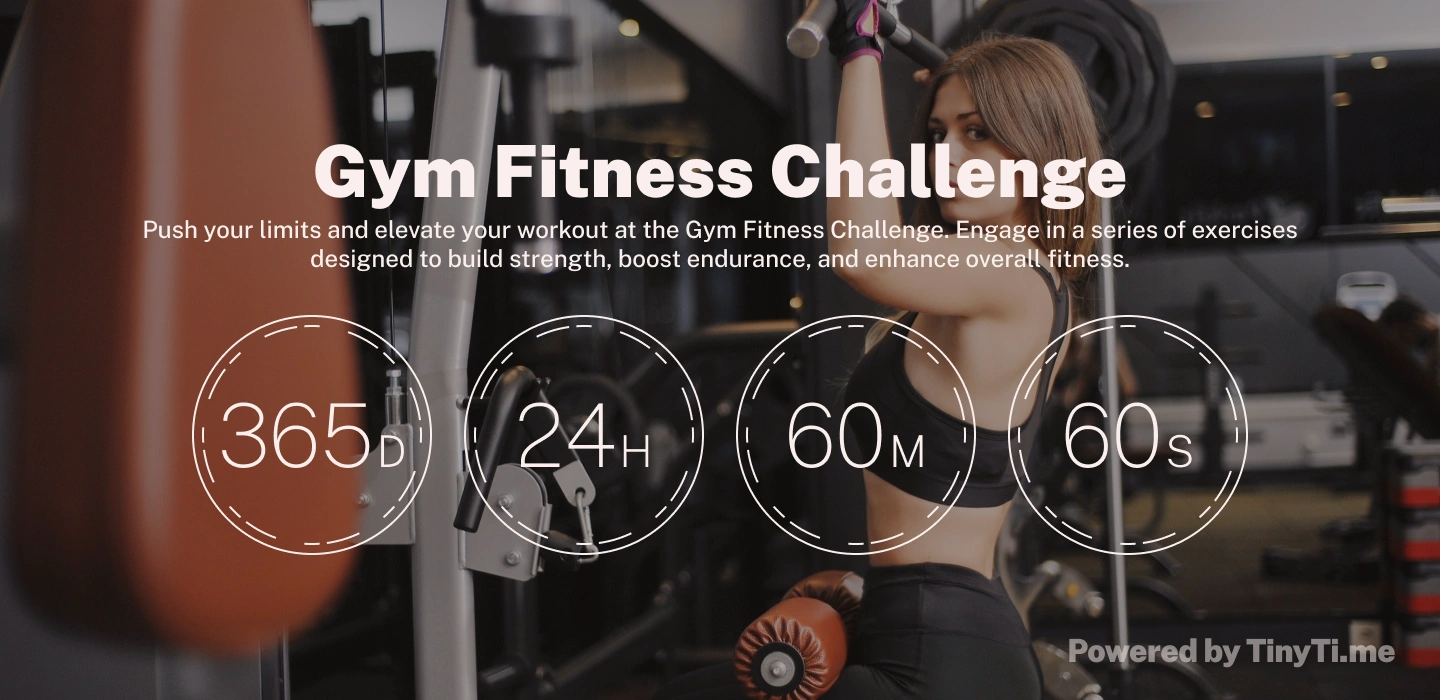 Gym Fitness Challenge
Push your limits and elevate your workout at the Gym Fitness Challenge. Engage in a series of exercises
designed to build strength, boost endurance, and enhance overall fitness.
365D 24H 60M 60S
Powered by TinyTi.me